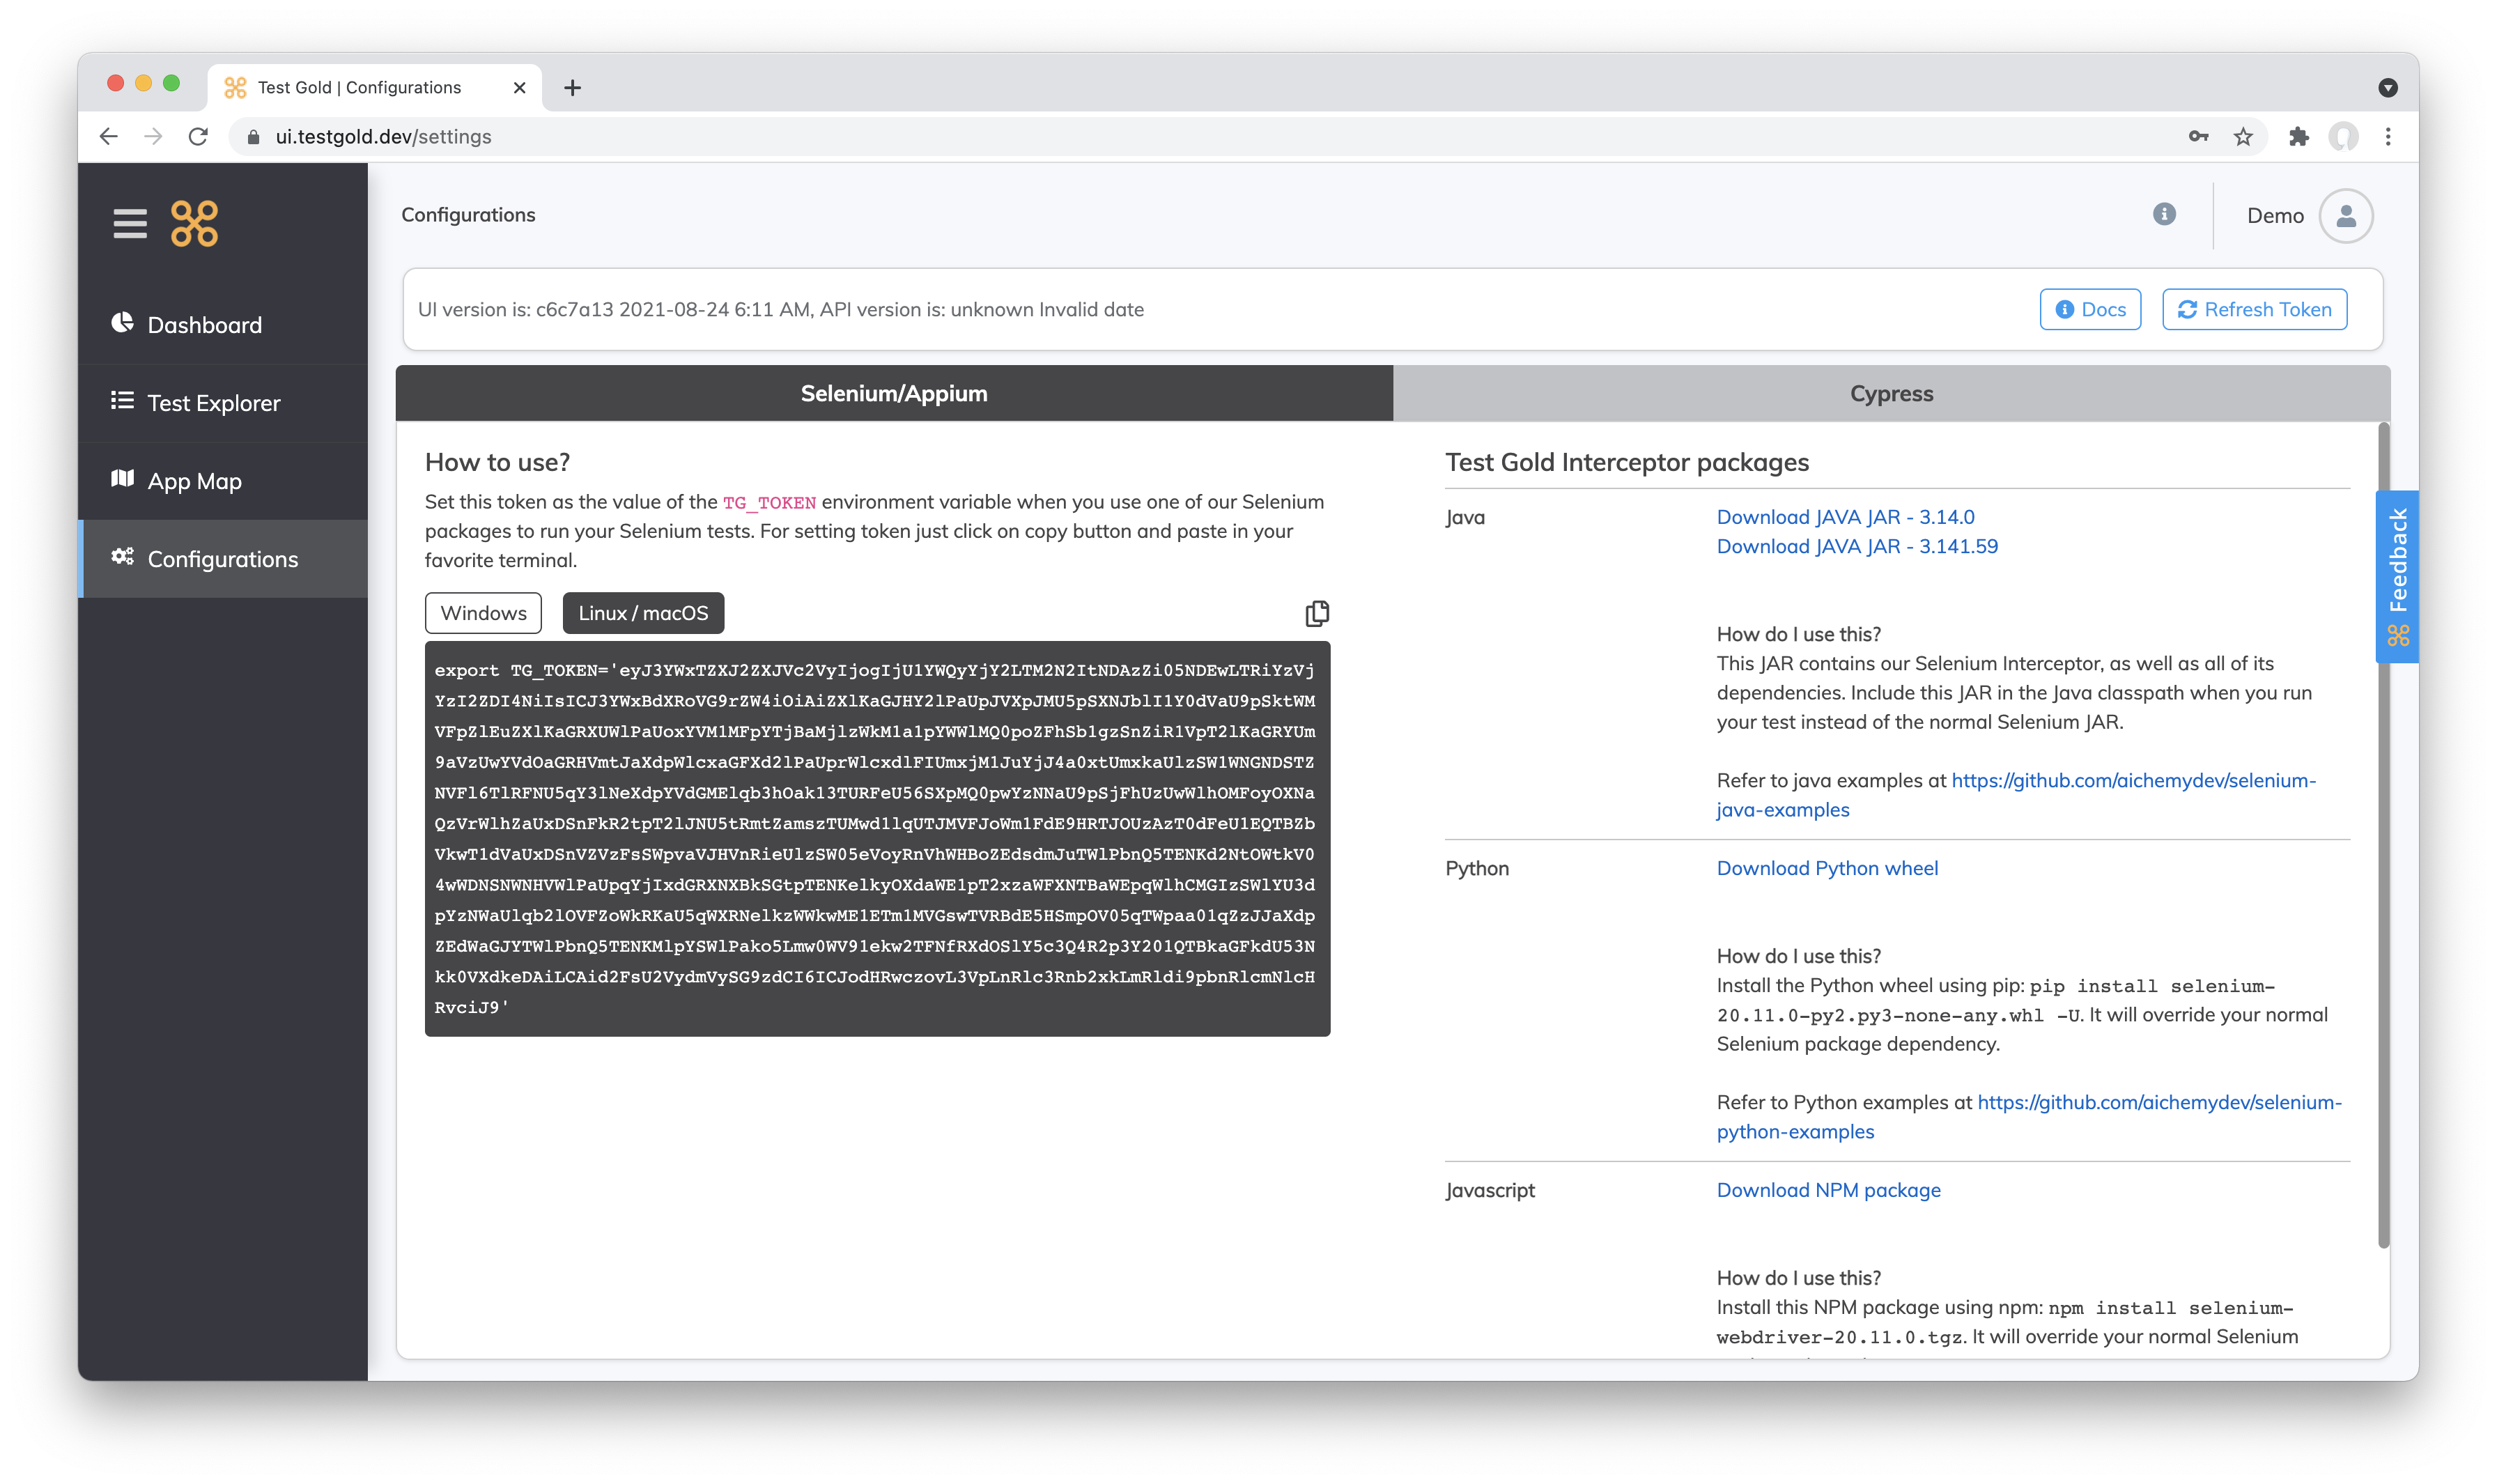 Test Gold | Configurations
ui.testgold.dev/settings
Configurations
Demo
Dashboard
Test Explorer
App Map
Configurations
UI version is: c6c7a13 2021-08-24 6:11 AM, API version is: unknown Invalid date
Docs
Refresh Token
Selenium/Appium
Cypress
How to use?
Set this token as the value of the TG_TOKEN environment variable when you use one of our Selenium
packages to run your Selenium tests. For setting token just click on copy button and paste in your
favorite terminal.
Windows
Linux / macOS
export TG_TOKEN=
Test Gold Interceptor packages
Java
Download JAVA JAR - 3.14.0
Download JAVA JAR - 3.141.59
How do I use this?
This JAR contains our Selenium Interceptor, as well as all of its
dependencies. Include this JAR in the Java classpath when you run
your test instead of the normal Selenium JAR.
Refer to java examples at https://github.com/aichemydev/selenium-
java-examples
Python
Download Python wheel
How do I use this?
Install the Python wheel using pip: pip install selenium-
20.11.0-py2.py3-none-any.whl -U. It will override your normal
Selenium package dependency.
Refer to Python examples at https://github.com/aichemydev/selenium-
python-examples
Javascript
Download NPM package
How do I use this?
Install this NPM package using npm: npm install selenium-
webdriver-20.11.0.tgz. It will override your normal Selenium
Feedback